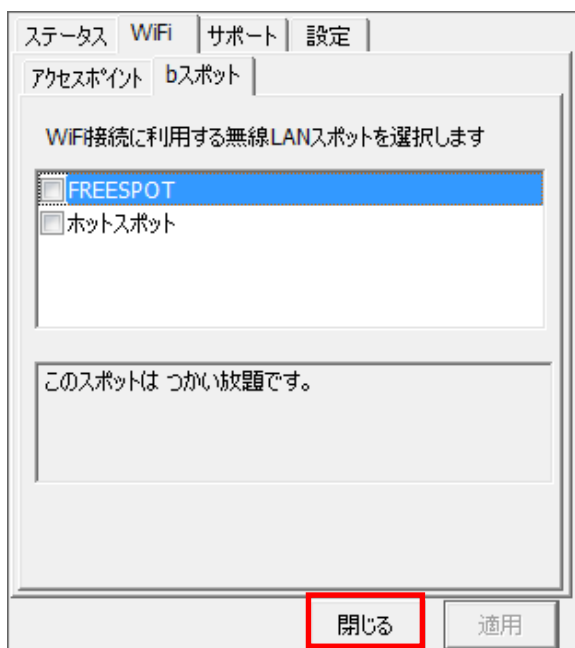 ステータス WiFi サポート 設定
アクセスポイント bスポット
WiFi接続に利用する無線LANスポットを選択します
FREESPOT
ホットスポット
このスポットは つかい放題です。
閉じる 適用